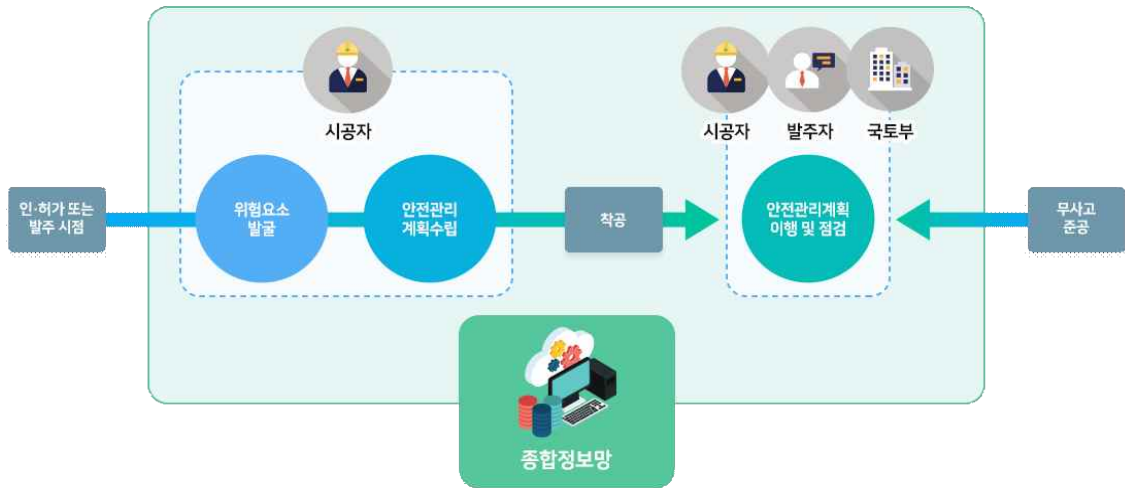 시공자
시공자
발주자
국토부
인·허가 또는
발주 시점
위험요소
발굴
안전관리
계획수립
착공
안전관리계획
이행 및 점검
무사고
준공
종합정보망